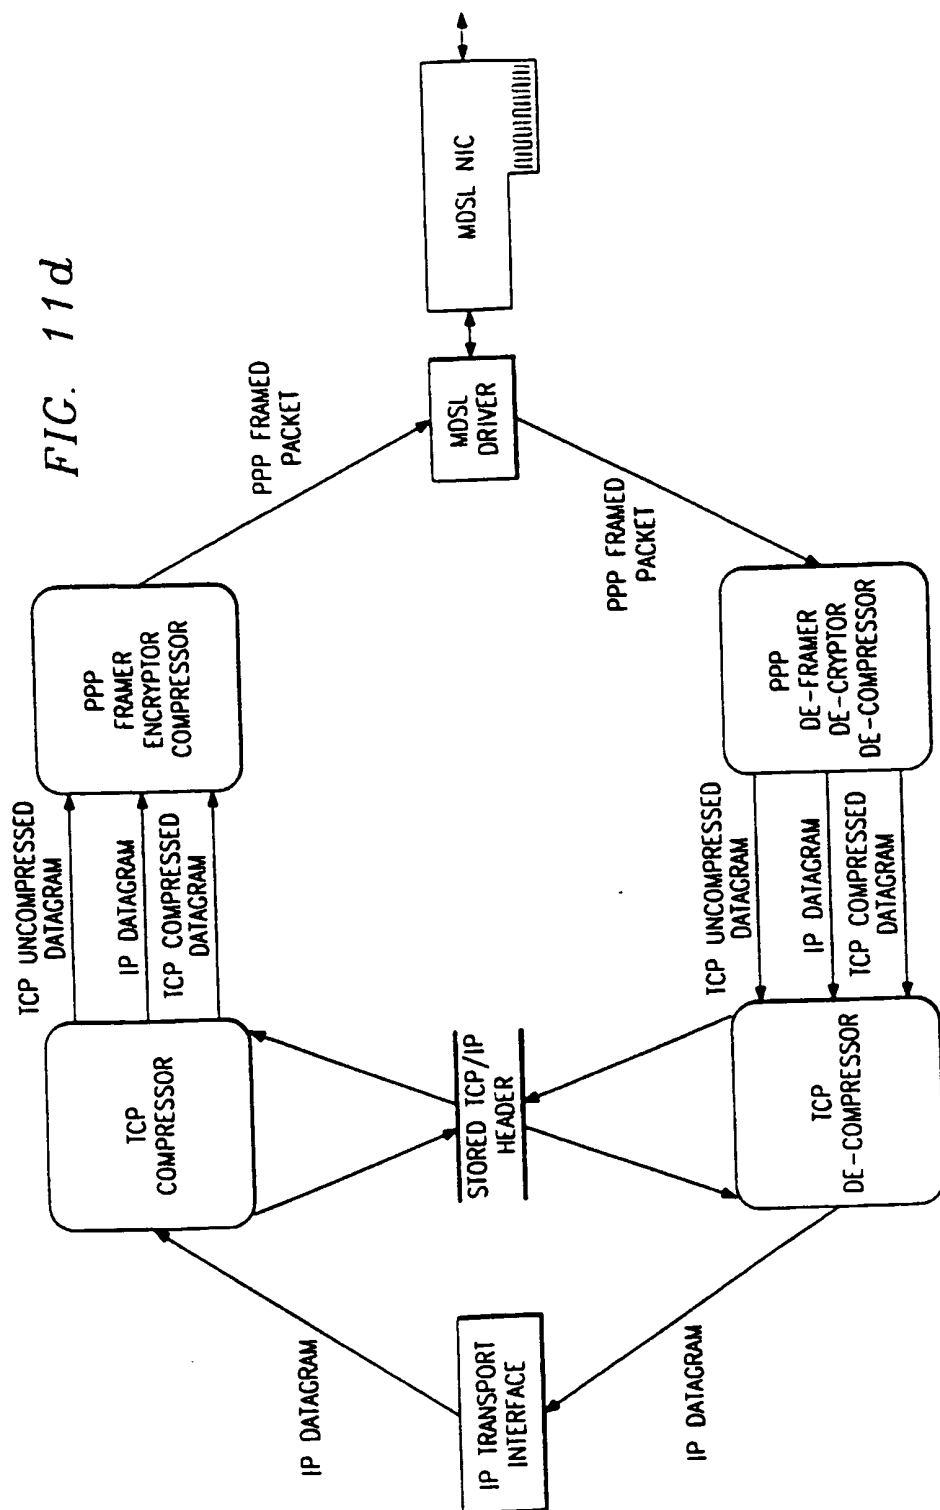 FIG. 11d
IP TRANSPORT
INTERFACE
IP DATAGRAM
IP DATAGRAM
TCP
COMPRESSOR
STORED TCP/IP
HEADER
TCP
DE-COMPRESSOR
TCP UNCOMPRESSED
DATAGRAM
IP DATAGRAM
TCP COMPRESSED
DATAGRAM
TCP UNCOMPRESSED
DATAGRAM
IP DATAGRAM
TCP COMPRESSED
DATAGRAM
PPP
FRAMER
ENCRYPTOR
COMPRESSOR
PPP
DE-FRAMER
DE-CRYPTOR
DE-COMPRESSOR
PPP FRAMED
PACKET
PPP FRAMED
PACKET
MDSL
DRIVER
MDSL NIC